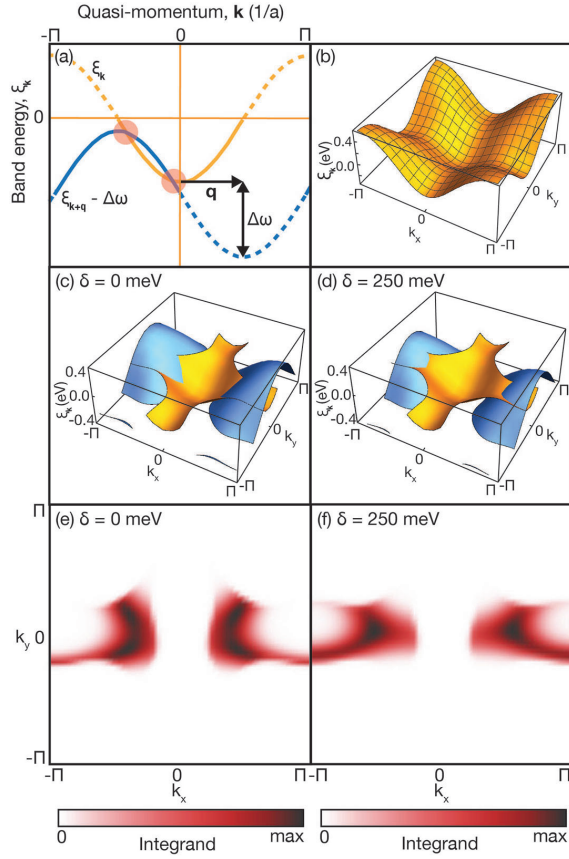 Quasi-momentum, k (1/a)
-Π 0 Π
(a)
ξk
0
Band energy, ξk
ξk+q - Δω
q
Δω
(b)
0.4
0.0
ξk(eV)
-Π
0
kx
Π
-Π
0
ky
Π
(c) δ = 0 meV
0.4
0.0
-0.4
ξk(eV)
-Π
0
kx
Π
-Π
0
ky
Π
(d) δ = 250 meV
0.4
0.0
-0.4
ξk(eV)
-Π
0
kx
Π
-Π
0
ky
Π
Π
(e) δ = 0 meV
(f) δ = 250 meV
ky 0
-Π
-Π 0 Π
kx
-Π 0 Π
kx
0 max
Integrand
0 max
Integrand